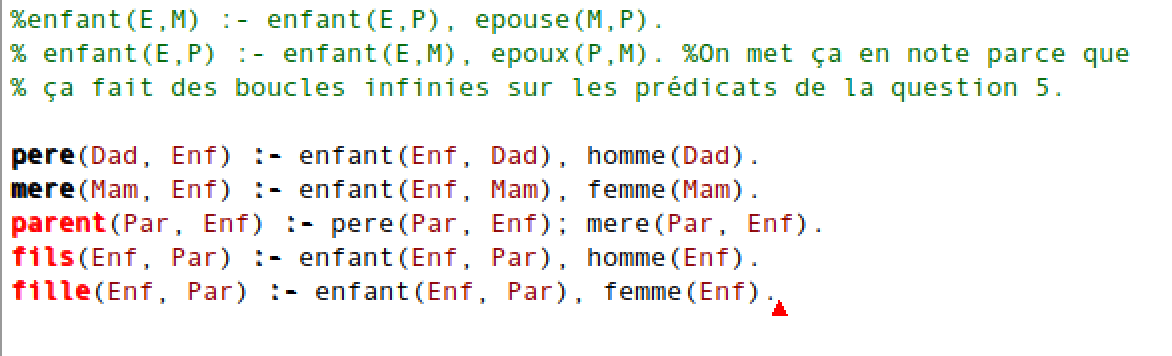 %enfant(E,M) :- enfant(E,P), epouse(M,P).
% enfant(E,P) :- enfant(E,M), epoux(P,M). %On met ça en note parce que
% ça fait des boucles infinies sur les prédicats de la question 5.
pere(Dad, Enf) :- enfant(Enf, Dad), homme(Dad).
mere(Mam, Enf) :- enfant(Enf, Mam), femme(Mam).
parent(Par, Enf) :- pere(Par, Enf); mere(Par, Enf).
fils(Enf, Par) :- enfant(Enf, Par), homme(Enf).
fille(Enf, Par) :- enfant(Enf, Par), femme(Enf).